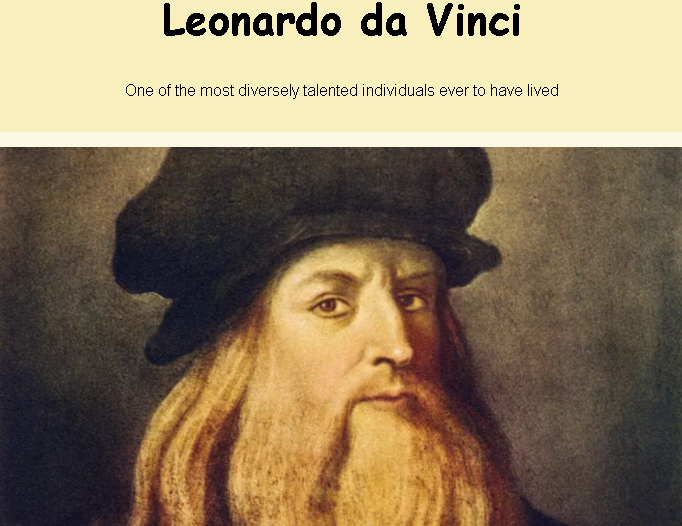 Leonardo da Vinci
One of the most diversely talented individuals ever to have lived